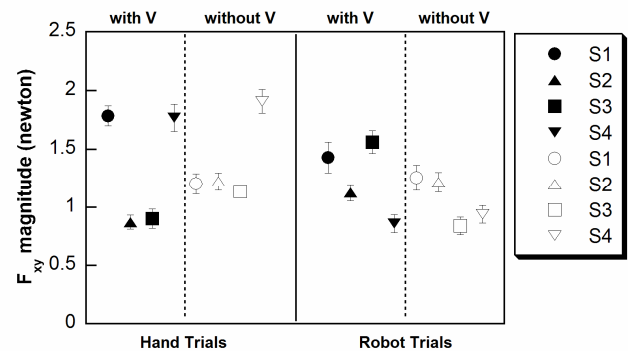 with V without V with V without V
2.5
2
1.5
1
0.5
0
F_xy magnitude (newton)
Hand Trials Robot Trials
S1
S2
S3
S4
S1
S2
S3
S4